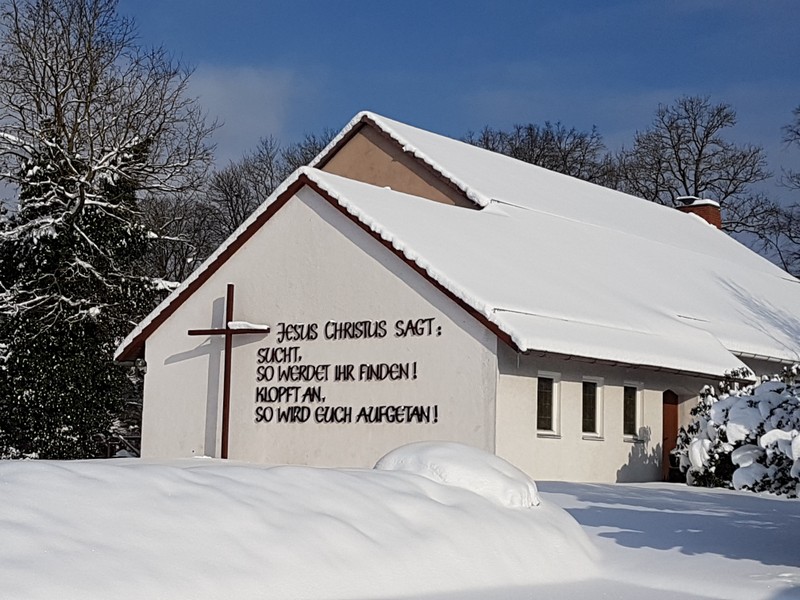 JESUS CHRISTUS SAGT:
SUCHT,
SO WERDET IHR FINDEN!
KLOPFT AN,
SO WIRD EUCH AUFGETAN!